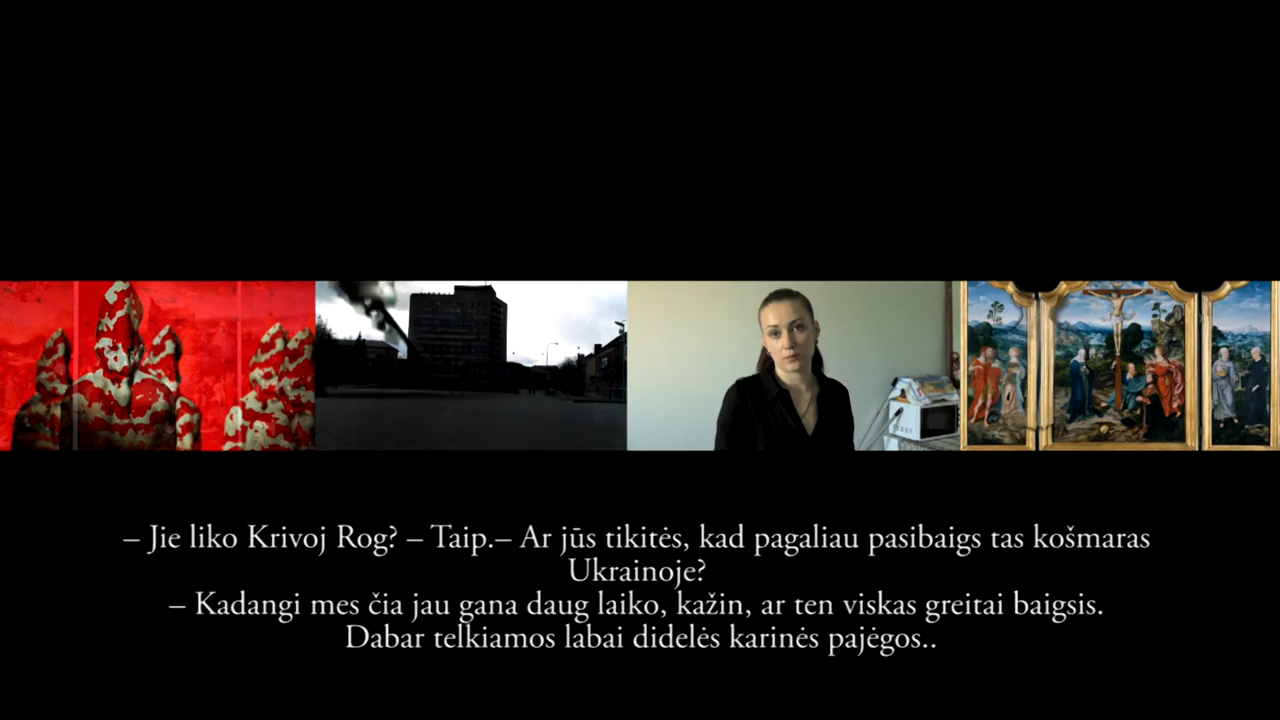 – Jie liko Krivoj Rog? – Taip.– Ar jūs tikitės, kad pagaliau pasibaigs tas košmaras
Ukrainoje?
– Kadangi mes čia jau gana daug laiko, kažin, ar ten viskas greitai baigsis.
Dabar telkiamos labai didelės karinės pajėgos..